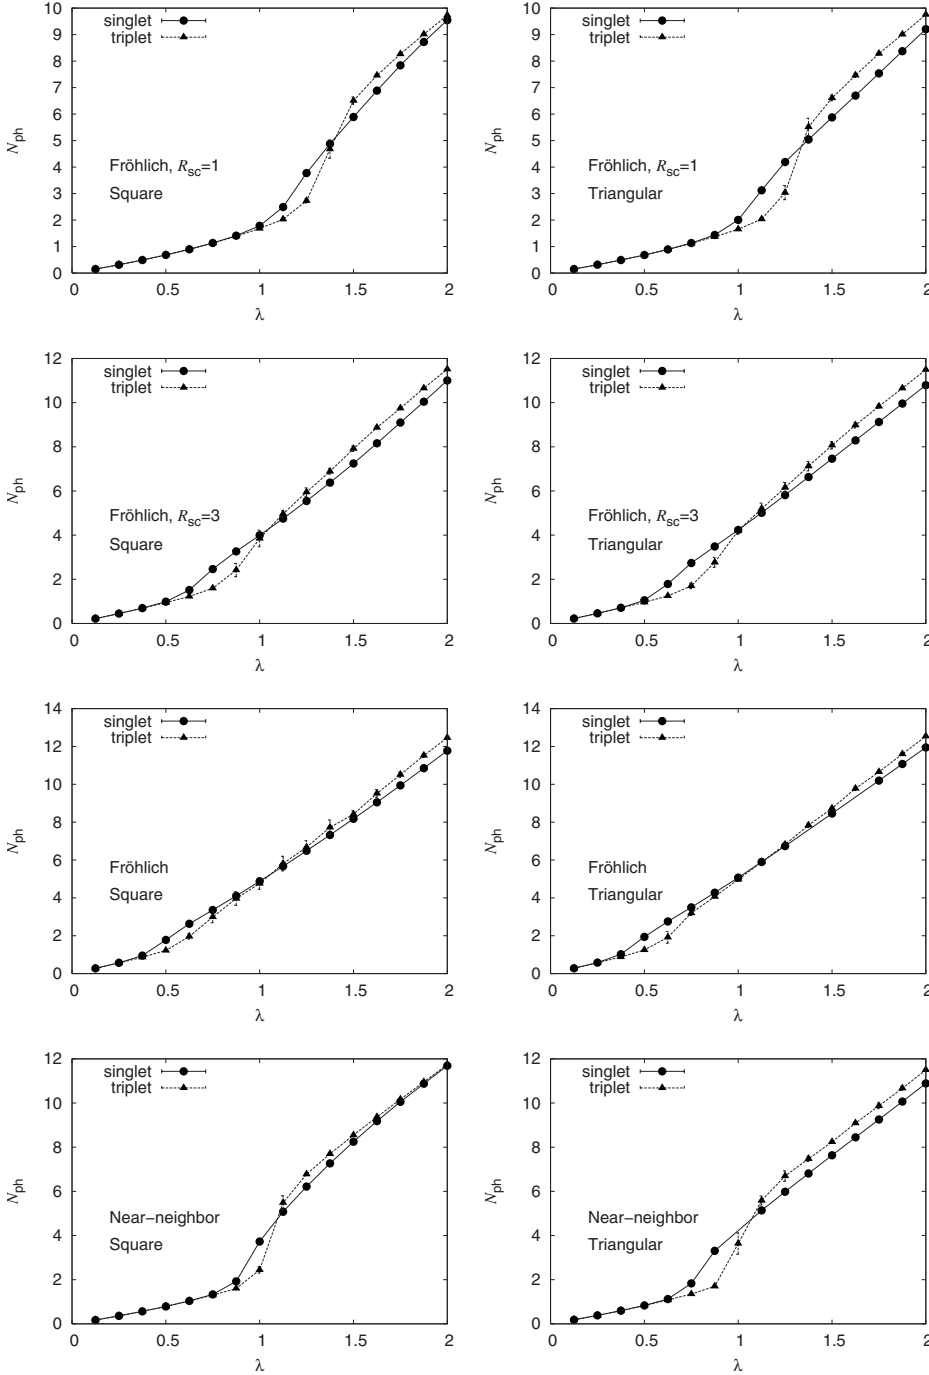 singlet
triplet
10
9
8
7
6
5
4
3
2
1
0
N_ph
Fröhlich, R_sc=1
Square
0 0.5 1 1.5 2
λ
singlet
triplet
10
9
8
7
6
5
4
3
2
1
0
N_ph
Fröhlich, R_sc=1
Triangular
0 0.5 1 1.5 2
λ
singlet
triplet
12
10
8
6
4
2
0
N_ph
Fröhlich, R_sc=3
Square
0 0.5 1 1.5 2
λ
singlet
triplet
12
10
8
6
4
2
0
N_ph
Fröhlich, R_sc=3
Triangular
0 0.5 1 1.5 2
λ
singlet
triplet
14
12
10
8
6
4
2
0
N_ph
Fröhlich
Square
0 0.5 1 1.5 2
λ
singlet
triplet
14
12
10
8
6
4
2
0
N_ph
Fröhlich
Triangular
0 0.5 1 1.5 2
λ
singlet
triplet
12
10
8
6
4
2
0
N_ph
Near−neighbor
Square
0 0.5 1 1.5 2
λ
singlet
triplet
12
10
8
6
4
2
0
N_ph
Near−neighbor
Triangular
0 0.5 1 1.5 2
λ